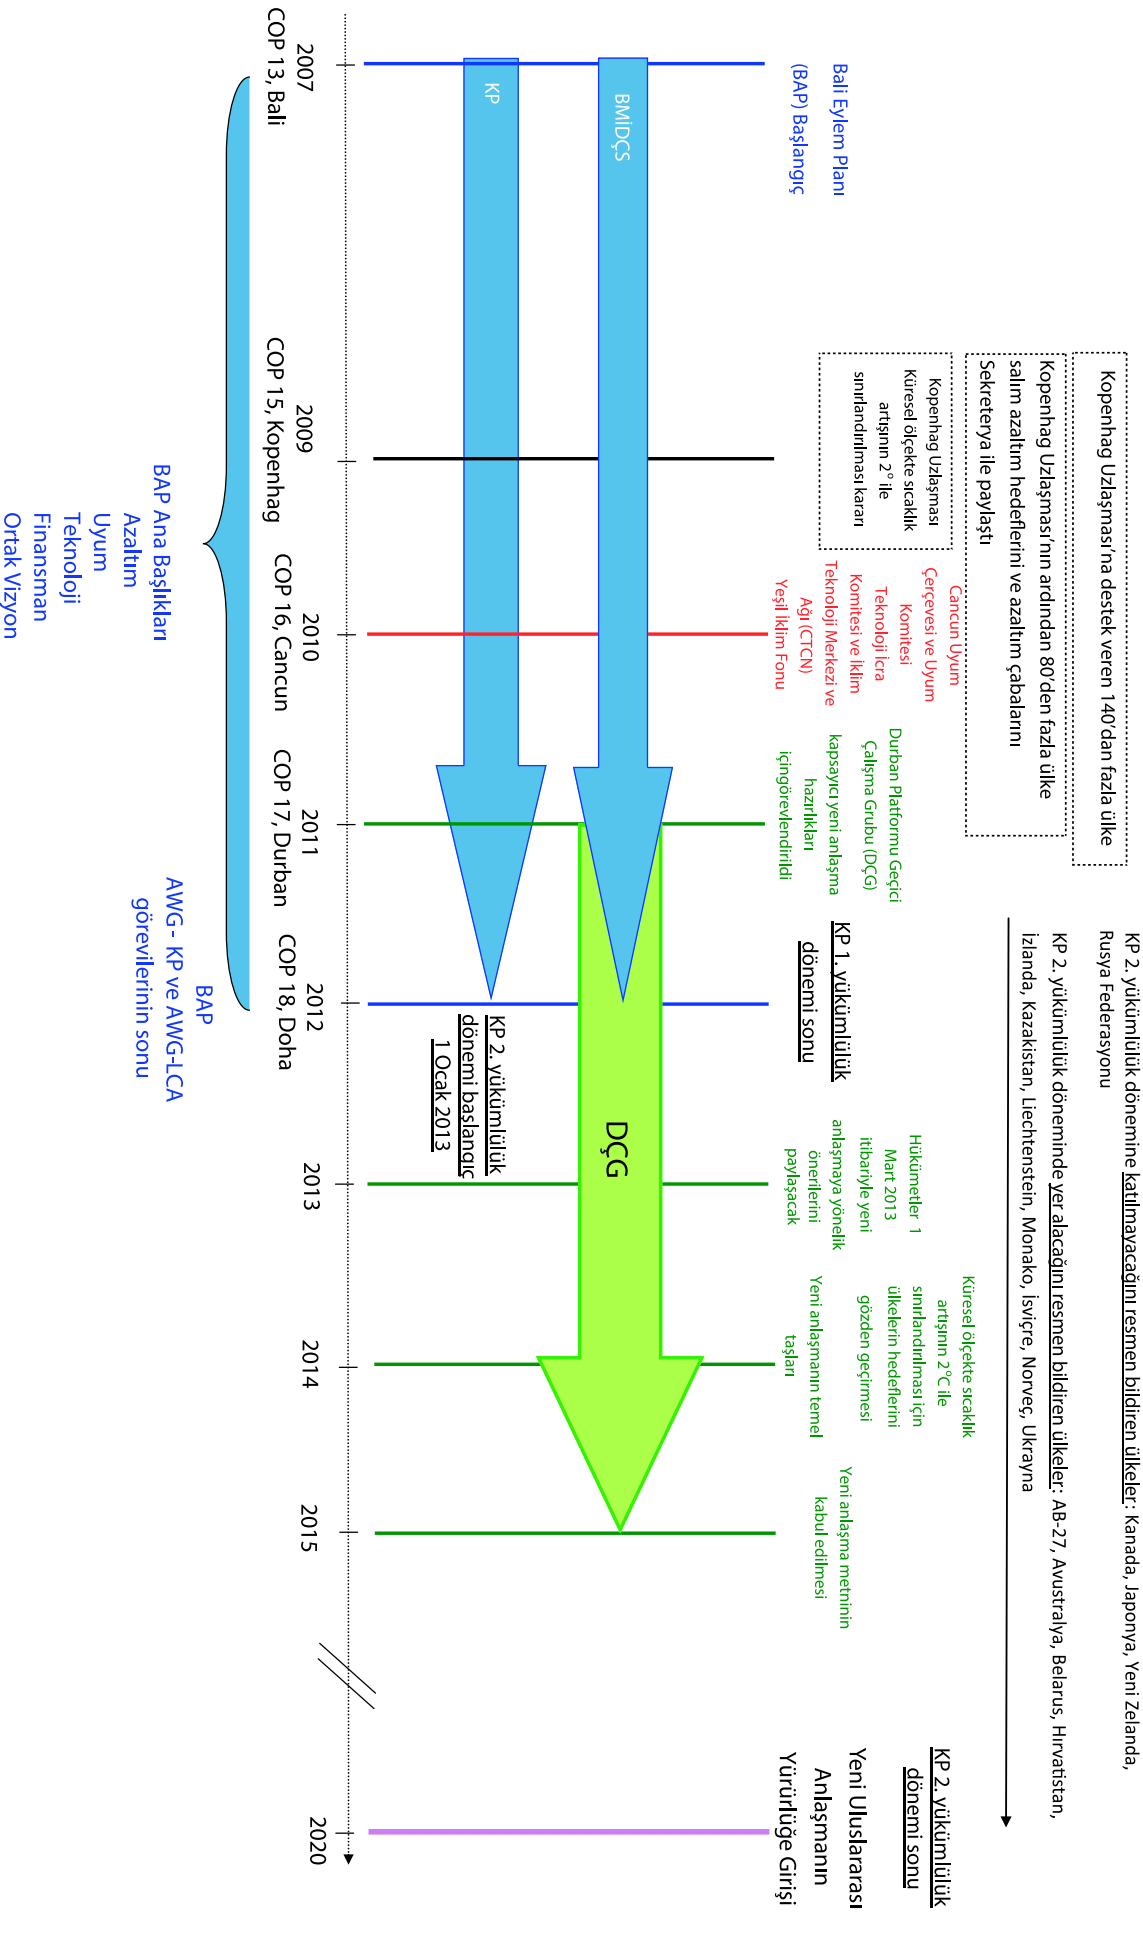 KP 2. yükümlülük dönemine katılmayacağını resmen bildiren ülkeler: Kanada, Japonya, Yeni Zelanda,
Rusya Federasyonu
KP 2. yükümlülük döneminde yer alacağını resmen bildiren ülkeler: AB-27, Avustralya, Belarus, Hırvatistan,
İzlanda, Kazakistan, Liechtenstein, Monako, İsviçre, Norveç, Ukrayna
Kopenhag Uzlaşması'na destek veren 140'dan fazla ülke
Kopenhag Uzlaşması'nın ardından 80'den fazla ülke
salım azaltım hedeflerini ve azaltım çabalarını
Sekreterya ile paylaştı
Kopenhag Uzlaşması
Küresel ölçekte sıcaklık
artışının 2° ile
sınırlandırılması kararı
Bali Eylem Planı
(BAP) Başlangıç
Cancun Uyum
Çerçevesi ve Uyum
Komitesi
Teknoloji İcra
Komitesi ve İklim
Teknoloji Merkezi ve
Ağı (CTCN)
Yeşil İklim Fonu
Durban Platformu Geçici
Çalışma Grubu (DÇG)
kapsayıcı yeni anlaşma
hazırlıkları
içingörevlendirildi
KP 1. yükümlülük
dönemi sonu
Hükümetler 1
Mart 2013
itibariyle yeni
anlaşmaya yönelik
önerilerini
paylaşacak
Küresel ölçekte sıcaklık
artışının 2°C ile
sınırlandırılması için
ülkelerin hedeflerini
gözden geçirmesi
Yeni anlaşmanın temel
taşları
Yeni anlaşma metninin
kabul edilmesi
KP 2. yükümlülük
dönemi sonu
Yeni Uluslararası
Anlaşmanın
Yürürlüğe Girişi
BMİDÇS
DÇG
KP
KP 2. yükümlülük
dönemi başlangıç
1 Ocak 2013
2007
COP 13, Bali
2009
COP 15, Kopenhag
2010
COP 16, Cancun
2011
COP 17, Durban
2012
COP 18, Doha
2013
2014
2015
2020
BAP Ana Başlıkları
Azaltım
Uyum
Teknoloji
Finansman
Ortak Vizyon
BAP
AWG - KP ve AWG-LCA
görevilerinin sonu